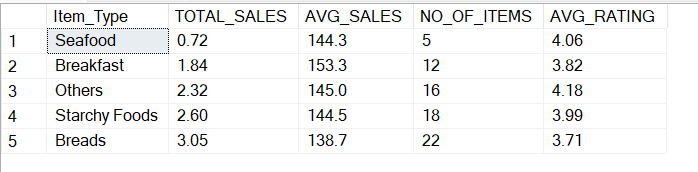 Item_Type TOTAL_SALES AVG_SALES NO_OF_ITEMS AVG_RATING
1 Seafood 0.72 144.3 5 4.06
2 Breakfast 1.84 153.3 12 3.82
3 Others 2.32 145.0 16 4.18
4 Starchy Foods 2.60 144.5 18 3.99
5 Breads 3.05 138.7 22 3.71